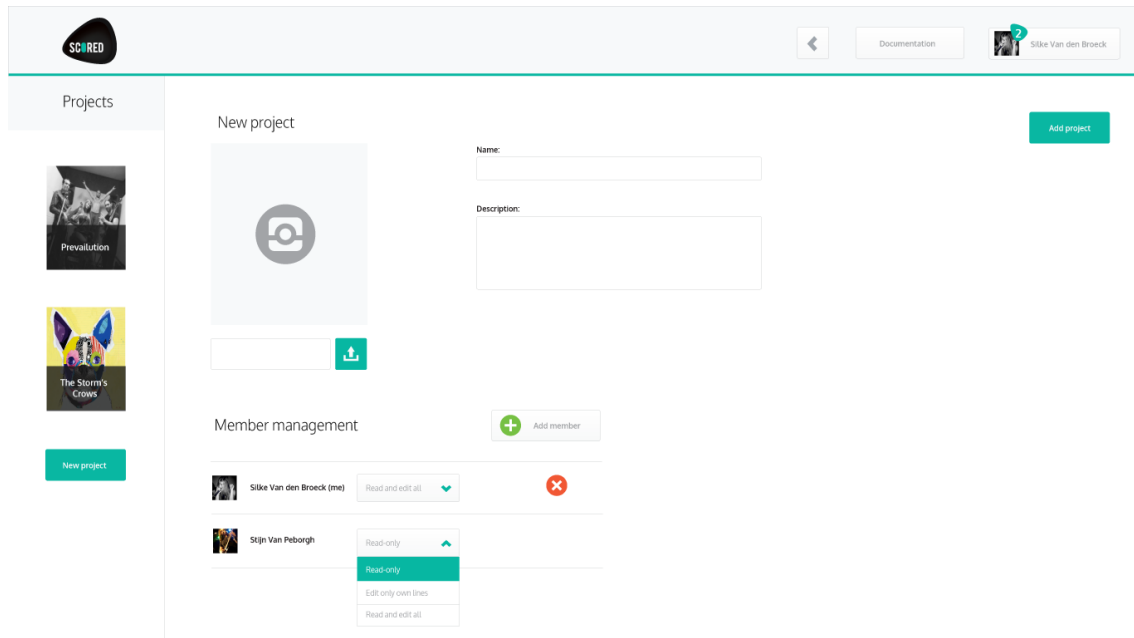 SCORED
Documentation
2
Silke Van den Broeck
Projects
Prevailution
The Storm's
Crows
New project
New project
Add project
Name:
Description:
Member management
Add member
Silke Van den Broeck (me)
Read and edit all
Stijn Van Peborgh
Read-only
Read-only
Edit only own lines
Read and edit all